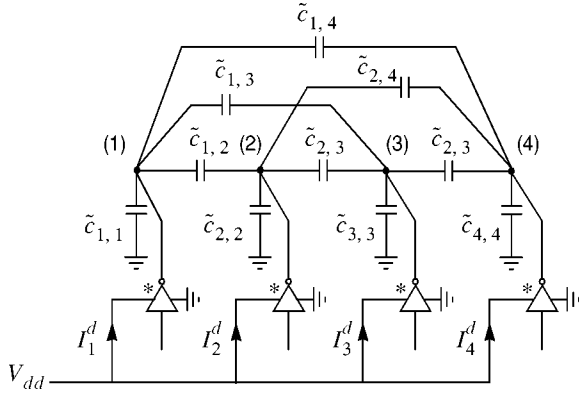 c̃1, 4
c̃1, 3
c̃2, 4
(1) c̃1, 2 (2) c̃2, 3 (3) c̃2, 3 (4)
c̃1, 1 c̃2, 2 c̃3, 3 c̃4, 4
* * * *
I1d I2d I3d I4d
Vdd